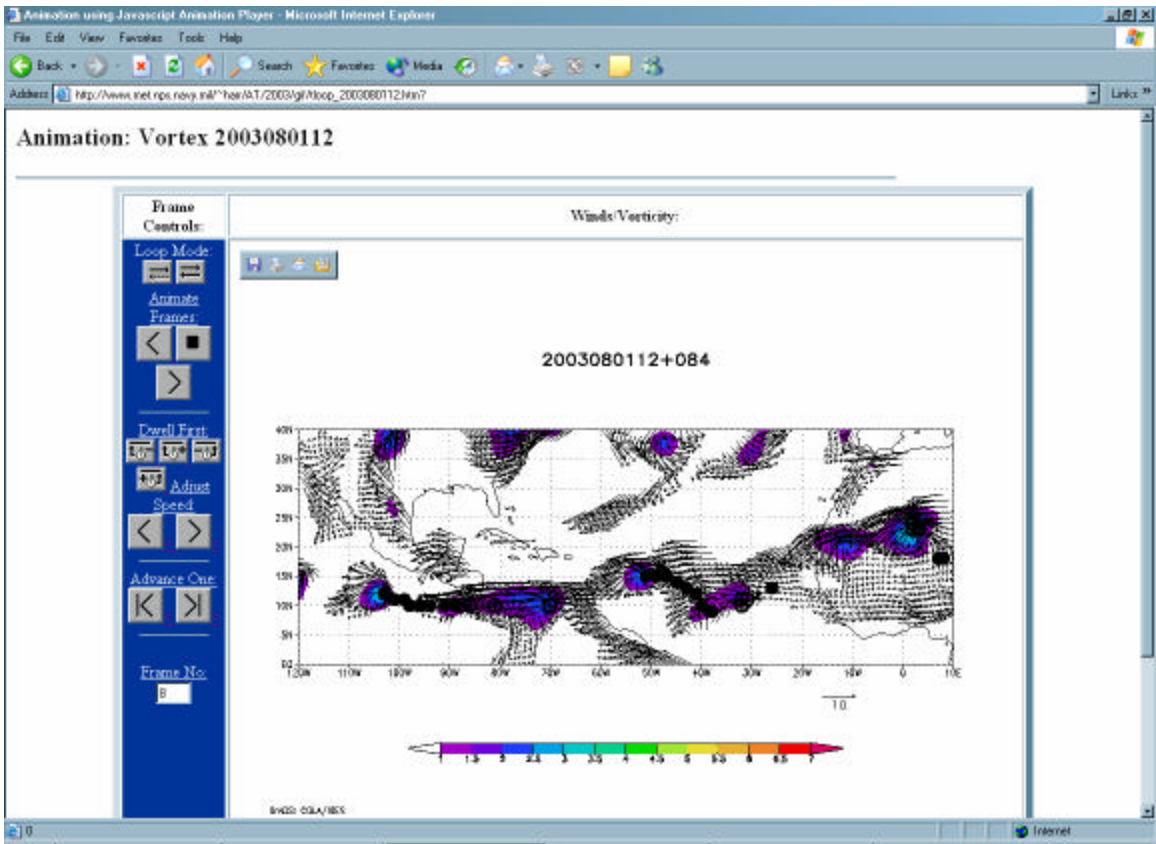 Animation using Javascript Animation Player - Microsoft Internet Explorer
File Edit View Favorites Tools Help
Back Search Favorites Media
Address Links
Animation: Vortex 2003080112
Frame
Controls:
Winds/Vorticity:
Loop Mode:
Animate
Frames:
2003080112+084
Dwell First:
Adjust
Speed
Advance One:
Frame No:
8
40N
35N
30N
25N
20N
15N
10N
5N
EQ
120W 110W 100W 90W 80W 70W 60W 50W 40W 30W 20W 10W 0 10E
10
1 1.5 2 2.5 3 3.5 4 4.5 5 5.5 6 6.5 7
GrADS: COLA/IGES
Internet